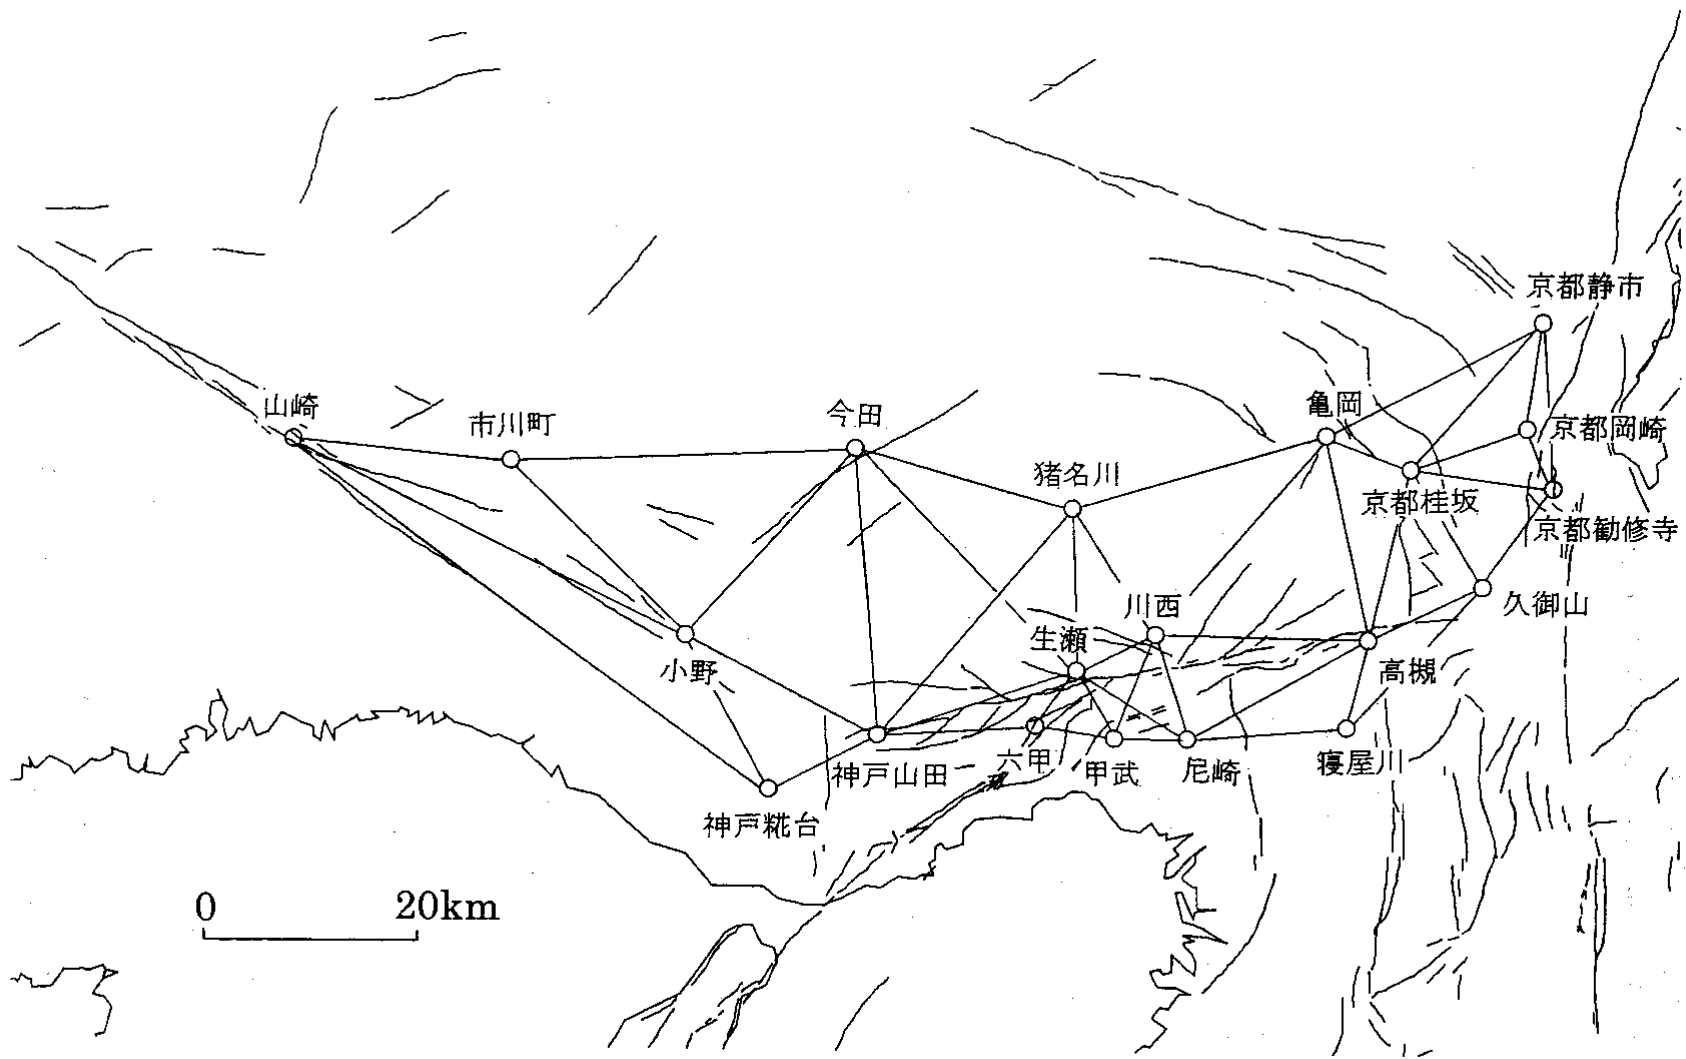 京都静市
山崎
市川町
今田
亀岡
京都岡崎
猪名川
京都桂坂
京都勧修寺
川西
久御山
生瀬
小野
高槻
神戸山田
六甲
甲武
尼崎
寝屋川
神戸糀台
0
20km